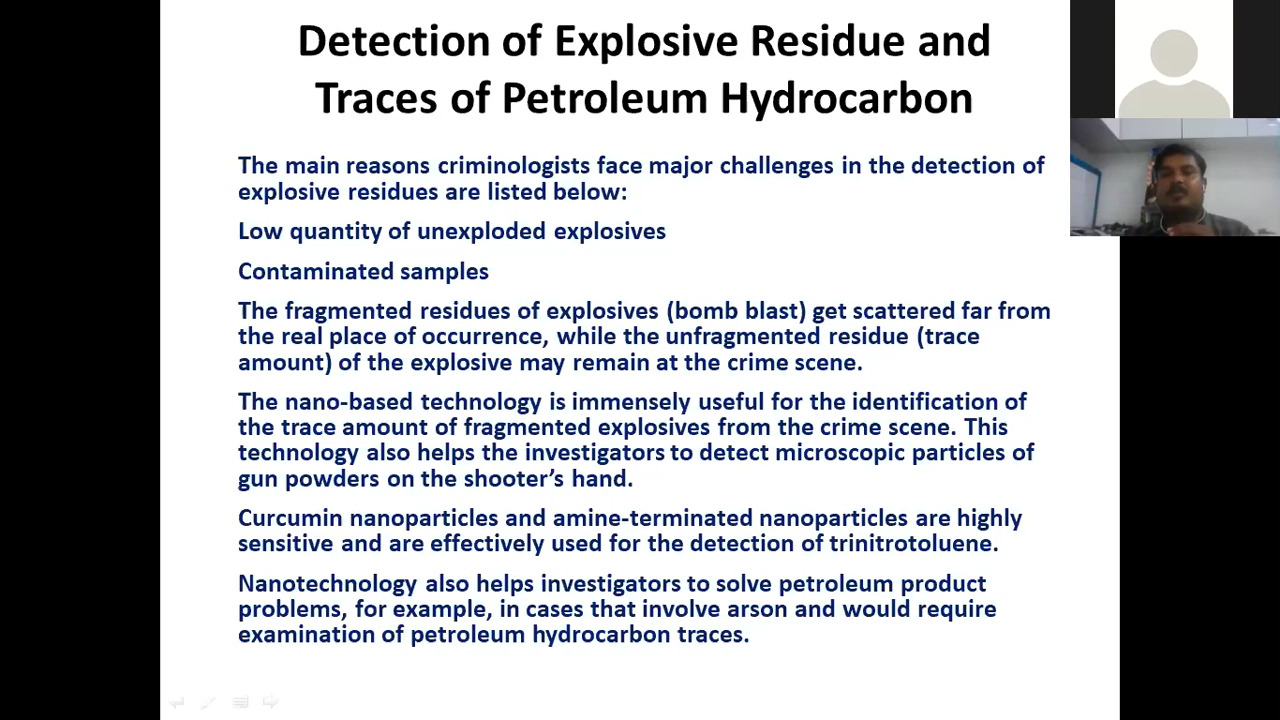 Detection of Explosive Residue and
Traces of Petroleum Hydrocarbon
The main reasons criminologists face major challenges in the detection of
explosive residues are listed below:
Low quantity of unexploded explosives
Contaminated samples
The fragmented residues of explosives (bomb blast) get scattered far from
the real place of occurrence, while the unfragmented residue (trace
amount) of the explosive may remain at the crime scene.
The nano-based technology is immensely useful for the identification of
the trace amount of fragmented explosives from the crime scene. This
technology also helps the investigators to detect microscopic particles of
gun powders on the shooter’s hand.
Curcumin nanoparticles and amine-terminated nanoparticles are highly
sensitive and are effectively used for the detection of trinitrotoluene.
Nanotechnology also helps investigators to solve petroleum product
problems, for example, in cases that involve arson and would require
examination of petroleum hydrocarbon traces.